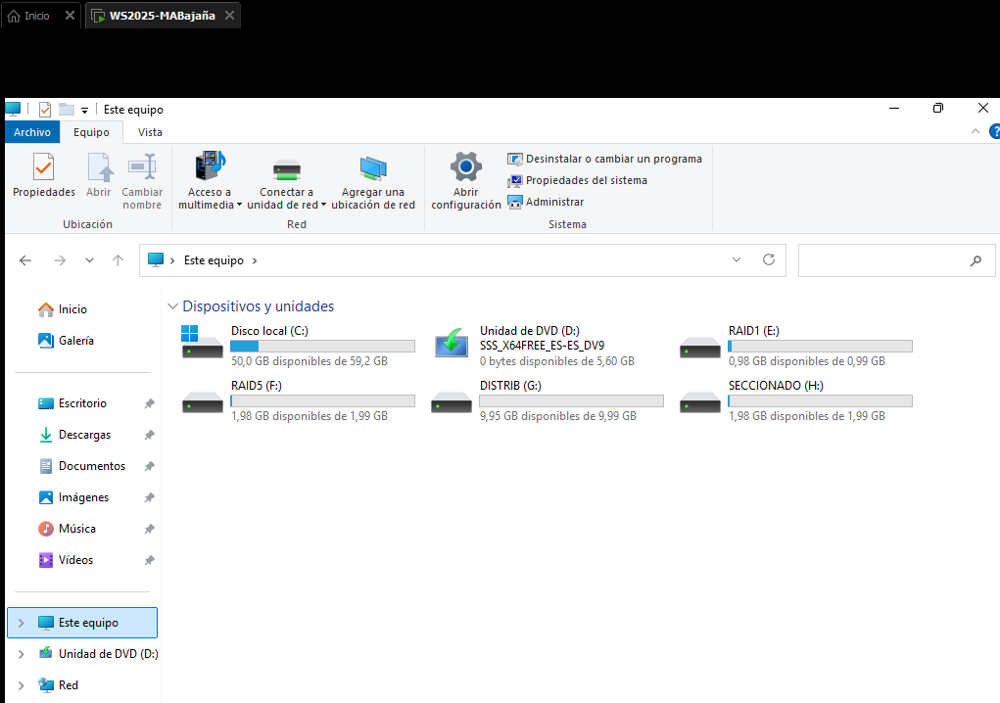 Inicio
WS2025-MABajaña
Este equipo
Archivo
Equipo
Vista
Propiedades
Abrir
Cambiar
nombre
Ubicación
Acceso a
multimedia
Conectar a
unidad de red
Agregar una
ubicación de red
Red
Abrir
configuración
Desinstalar o cambiar un programa
Propiedades del sistema
Administrar
Sistema
Este equipo
Inicio
Galería
Escritorio
Descargas
Documentos
Imágenes
Música
Vídeos
Este equipo
Unidad de DVD (D:)
Red
Dispositivos y unidades
Disco local (C:)
50,0 GB disponibles de 59,2 GB
Unidad de DVD (D:)
SSS_X64FREE_ES-ES_DV9
0 bytes disponibles de 5,60 GB
RAID1 (E:)
0,98 GB disponibles de 0,99 GB
RAID5 (F:)
1,98 GB disponibles de 1,99 GB
DISTRIB (G:)
9,95 GB disponibles de 9,99 GB
SECCIONADO (H:)
1,98 GB disponibles de 1,99 GB